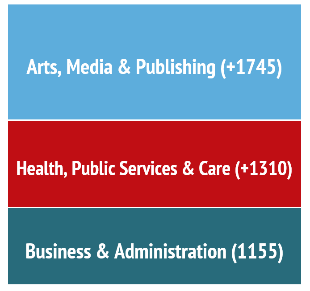 Arts, Media & Publishing (+1745)
Health, Public Services & Care (+1310)
Business & Administration (1155)